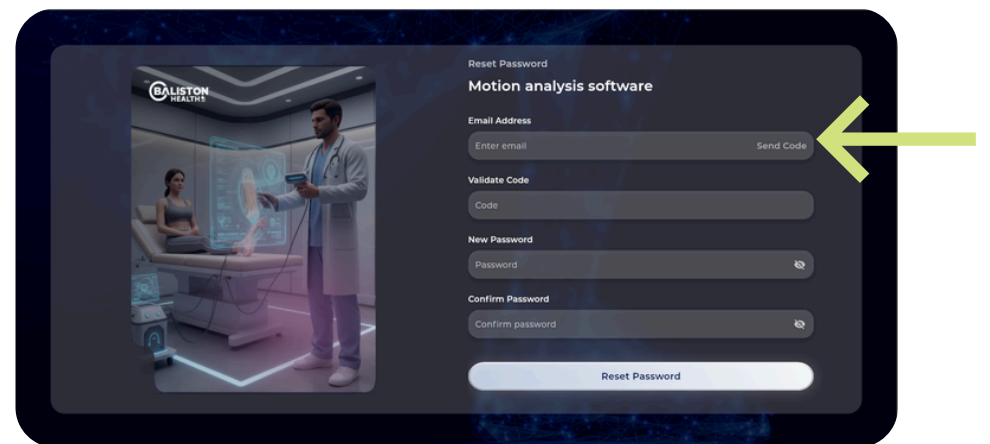 BALISTON
HEALTH
Reset Password
Motion analysis software
Email Address
Enter email
Send Code
Validate Code
Code
New Password
Password
Confirm Password
Confirm password
Reset Password